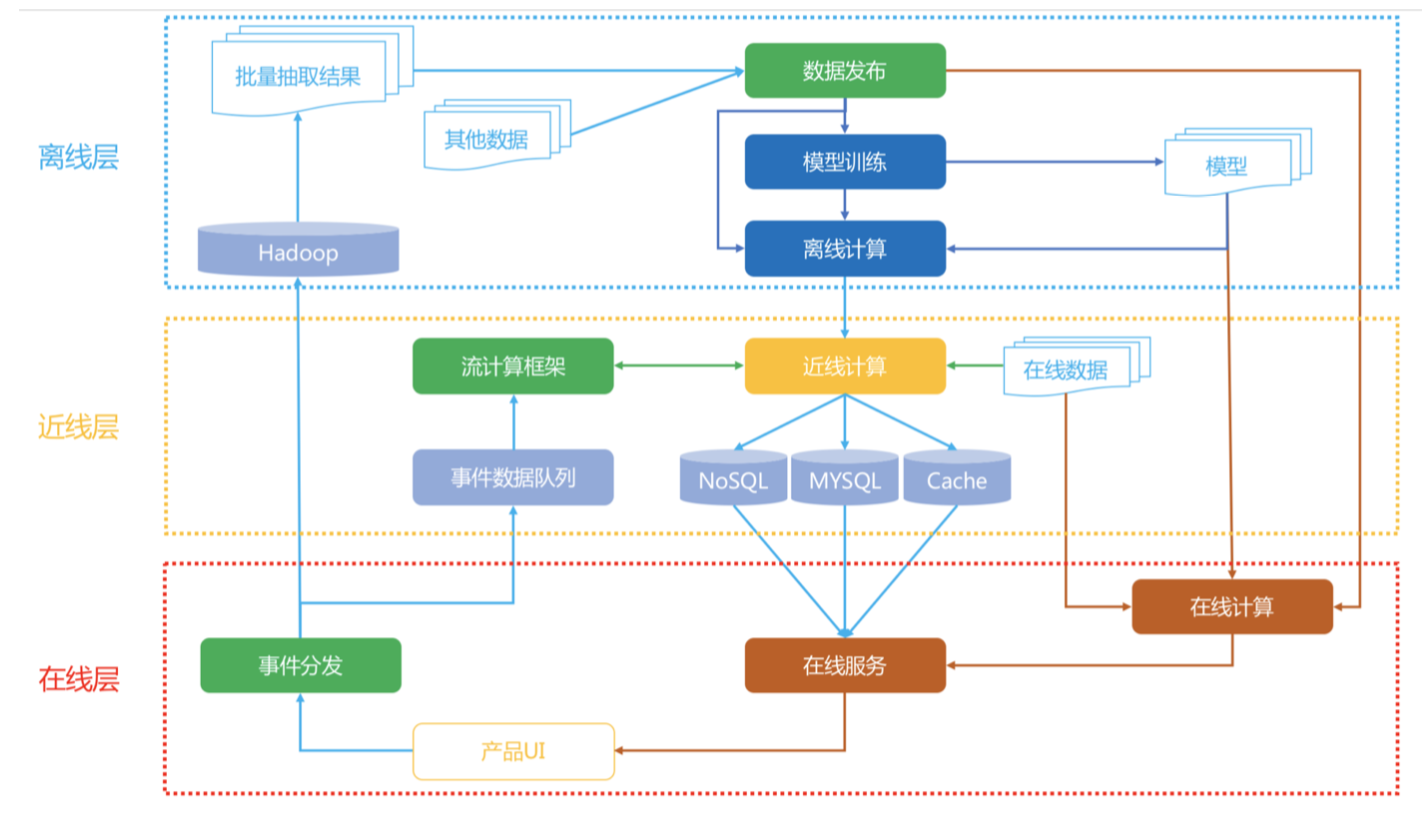 批量抽取结果
数据发布
其他数据
离线层
模型训练
模型
Hadoop
离线计算
流计算框架
近线计算
在线数据
近线层
事件数据队列
NoSQL
MYSQL
Cache
在线计算
在线层
事件分发
在线服务
产品UI